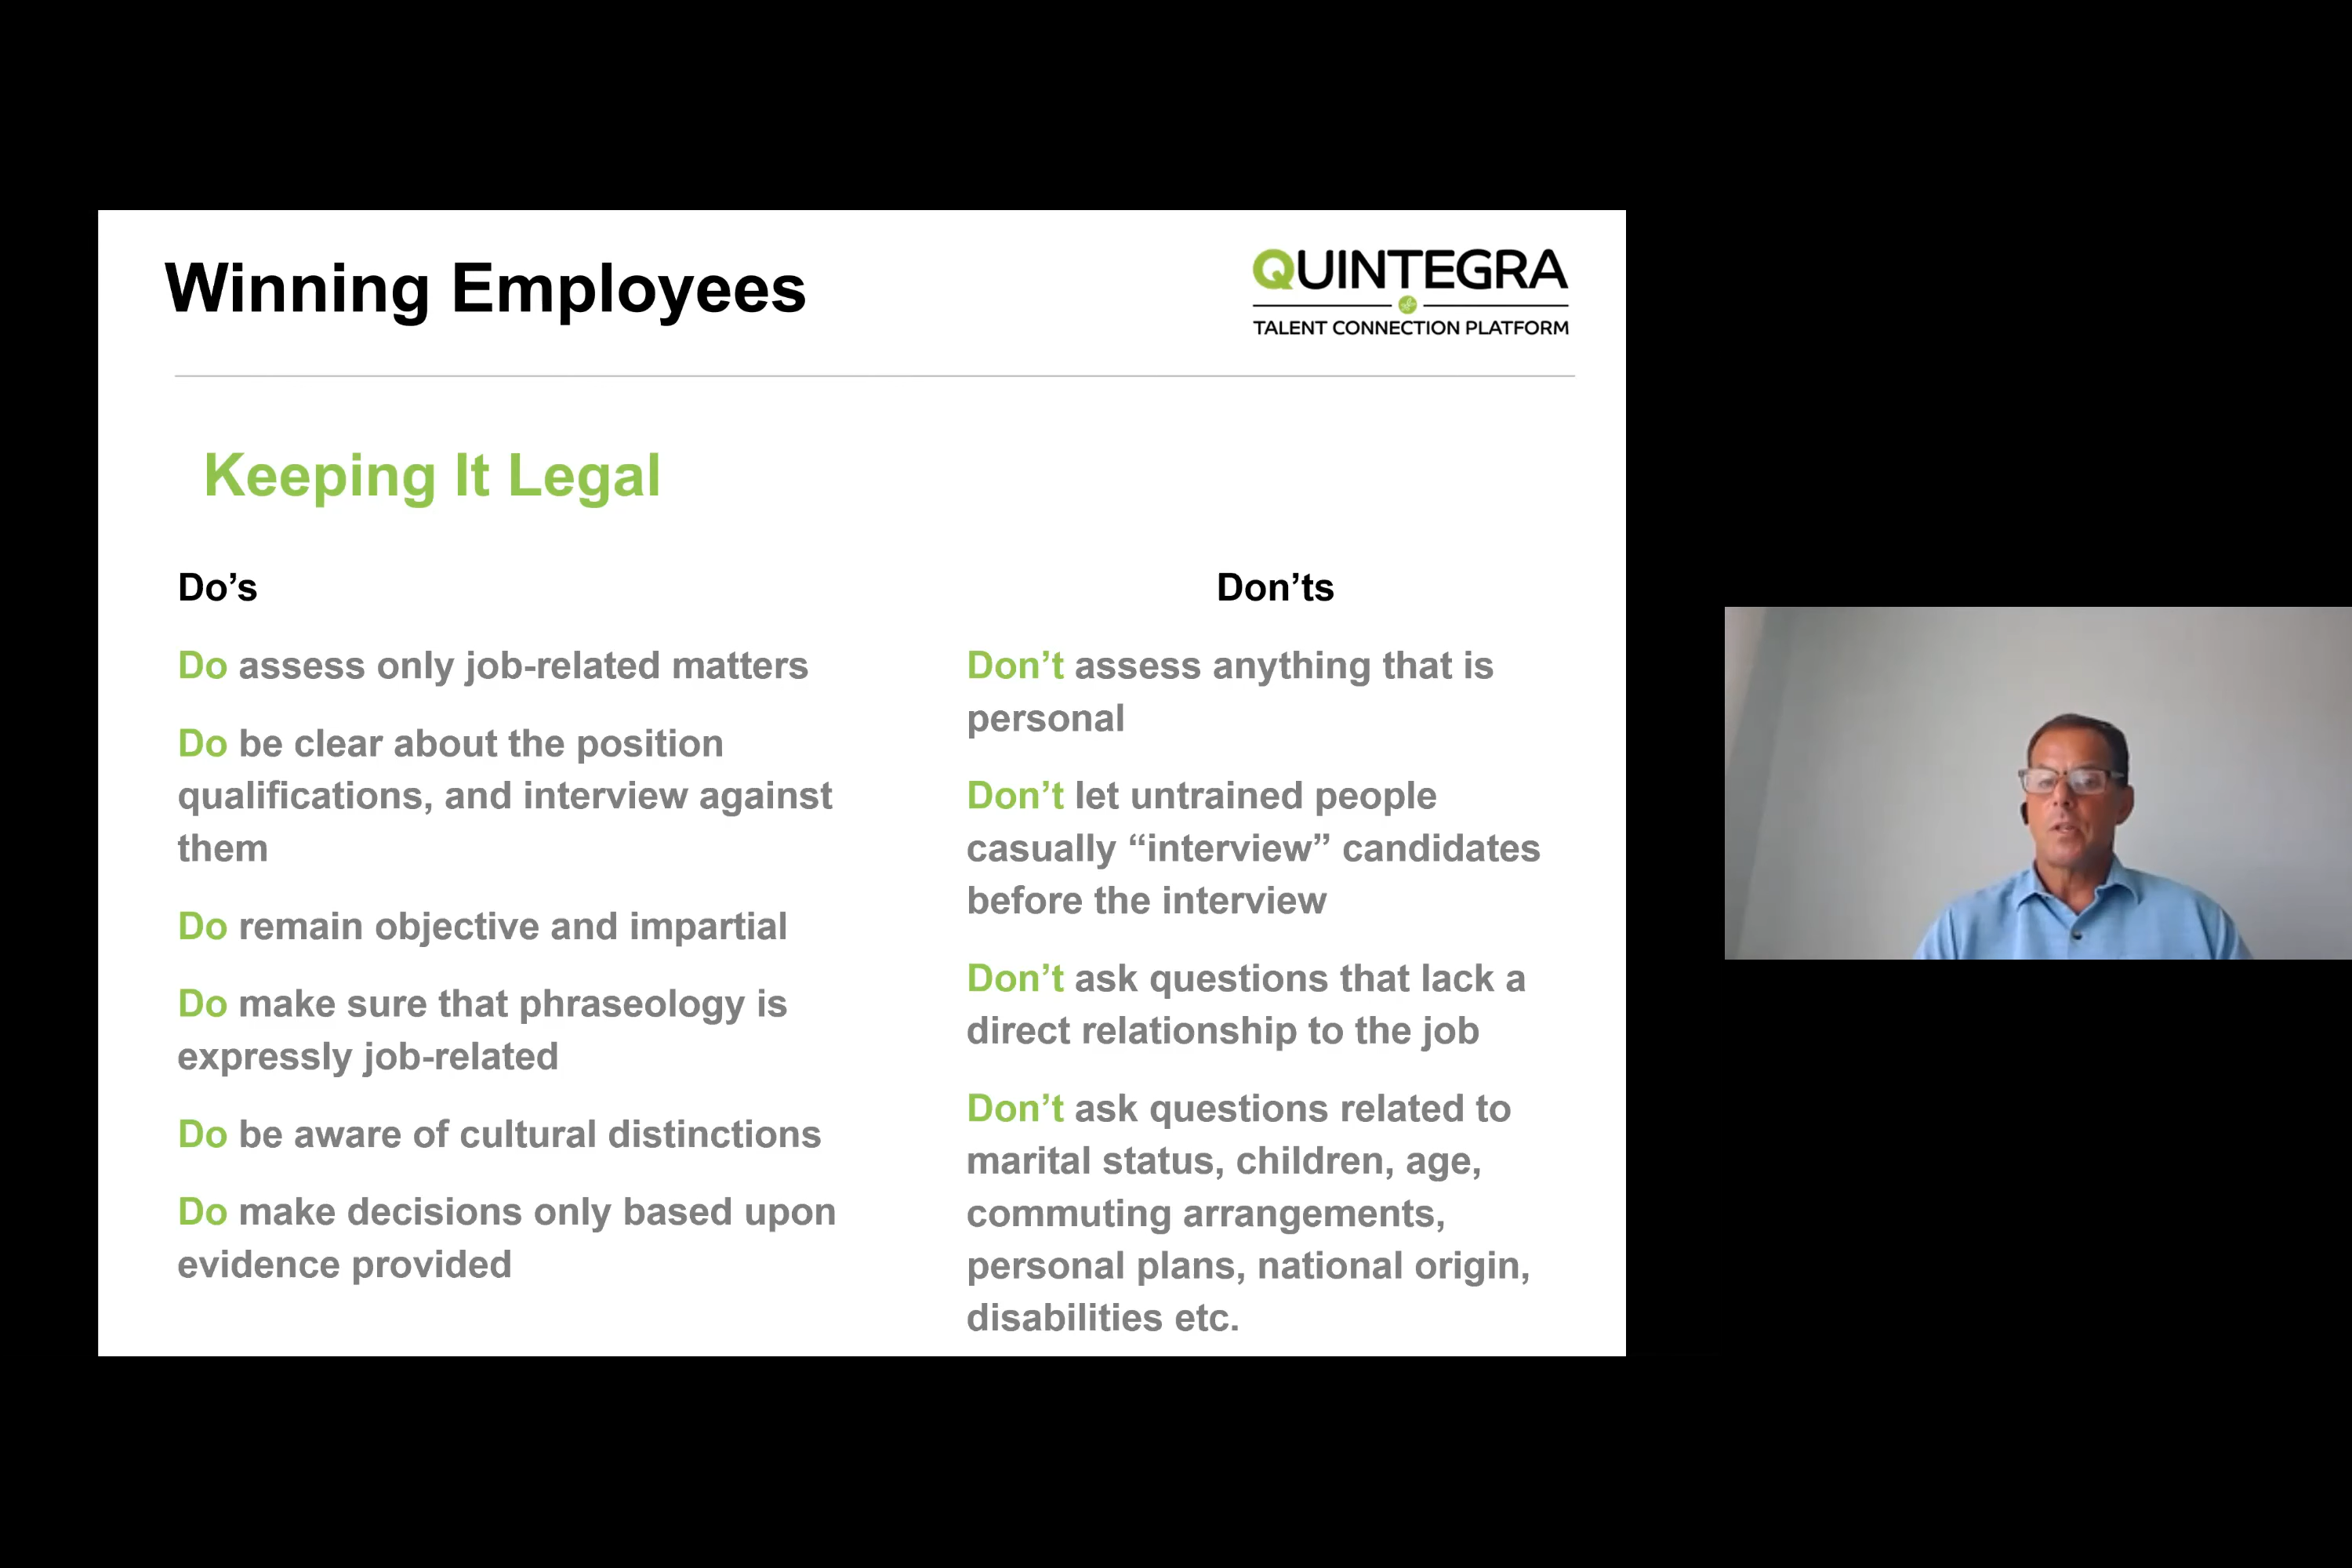 Winning Employees
QUINTEGRA
TALENT CONNECTION PLATFORM
Keeping It Legal
Do’s
Do assess only job-related matters
Do be clear about the position
qualifications, and interview against
them
Do remain objective and impartial
Do make sure that phraseology is
expressly job-related
Do be aware of cultural distinctions
Do make decisions only based upon
evidence provided
Don’ts
Don’t assess anything that is
personal
Don’t let untrained people
casually “interview” candidates
before the interview
Don’t ask questions that lack a
direct relationship to the job
Don’t ask questions related to
marital status, children, age,
commuting arrangements,
personal plans, national origin,
disabilities etc.